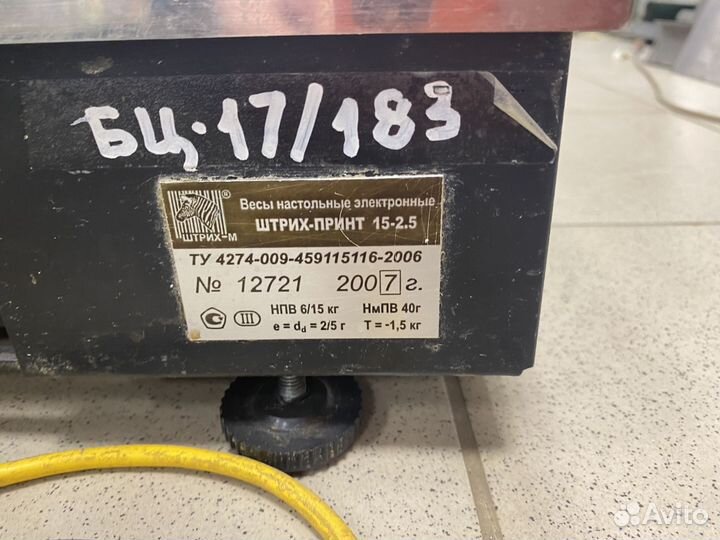 БЦ-17/183
Весы настольные электронные
ШТРИХ-ПРИНТ 15-2.5
ШТРИХ-М ®
ТУ 4274-009-459115116-2006
№ 12721 2007 г.
НПВ 6/15 кг НмПВ 40г
III
e = dd = 2/5 г T = -1,5 кг
Avito